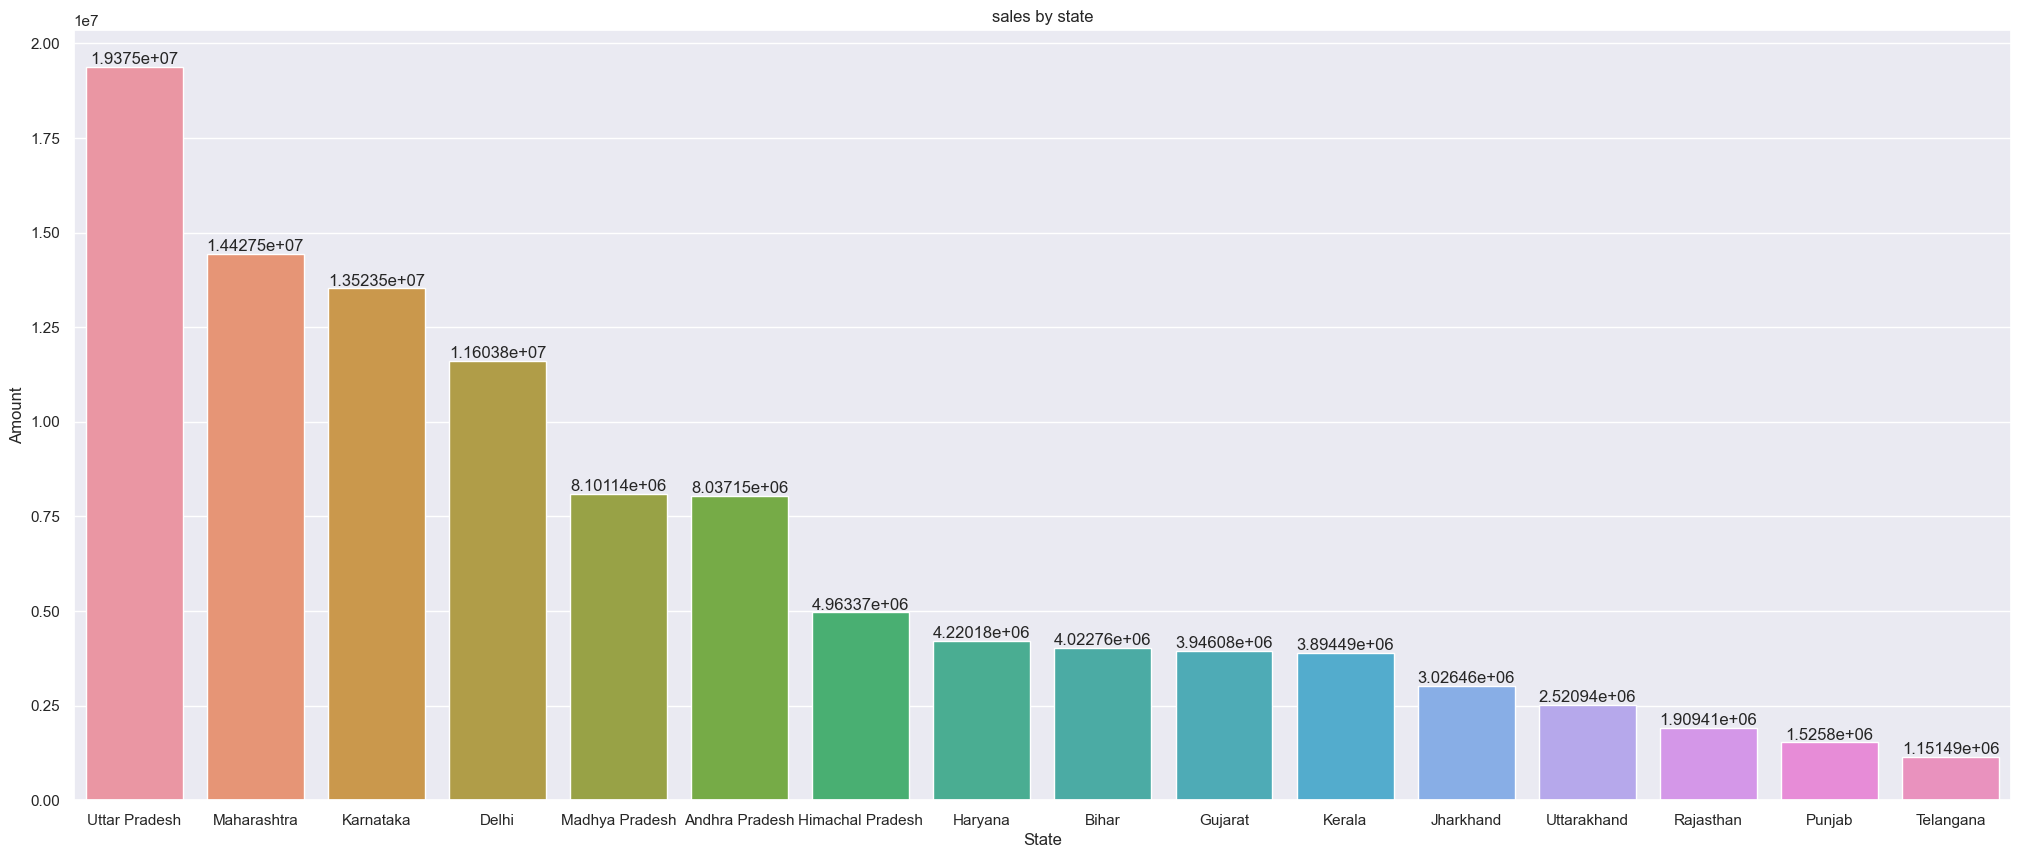 sales by state
1e7
2.00
1.75
1.50
1.25
1.00
0.75
0.50
0.25
0.00
Amount
1.9375e+07
1.44275e+07
1.35235e+07
1.16038e+07
8.10114e+06
8.03715e+06
4.96337e+06
4.22018e+06
4.02276e+06
3.94608e+06
3.89449e+06
3.02646e+06
2.52094e+06
1.90941e+06
1.5258e+06
1.15149e+06
Uttar Pradesh
Maharashtra
Karnataka
Delhi
Madhya Pradesh
Andhra Pradesh
Himachal Pradesh
Haryana
Bihar
Gujarat
Kerala
Jharkhand
Uttarakhand
Rajasthan
Punjab
Telangana
State